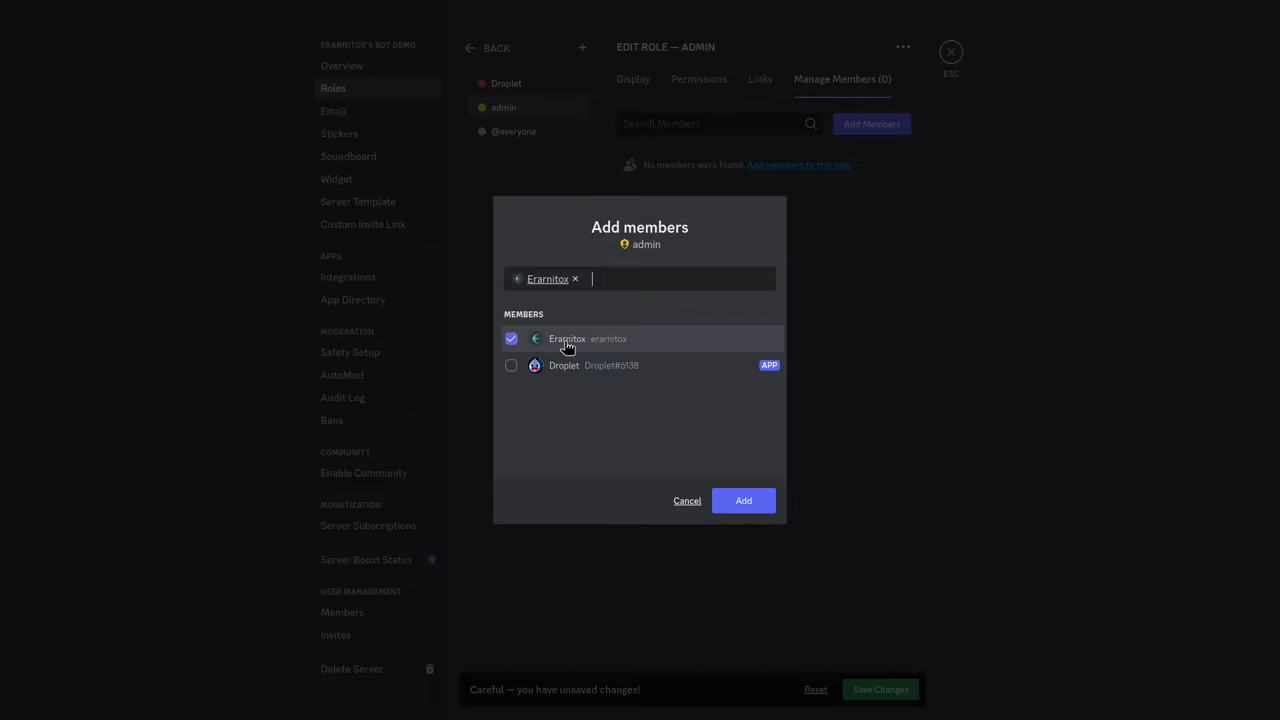 ERARNITOX'S BOT DEMO
Overview
Roles
Emoji
Stickers
Soundboard
Widget
Server Template
Custom Invite Link
APPS
Integrations
App Directory
MODERATION
Safety Setup
AutoMod
Audit Log
Bans
COMMUNITY
Enable Community
MONETIZATION
Server Subscriptions
Server Boost Status
USER MANAGEMENT
Members
Invites
Delete Server
BACK
Droplet
admin
@everyone
EDIT ROLE — ADMIN
Display Permissions Links Manage Members (0)
Search Members Add Members
No members were found. Add members to this role.
ESC
Add members
admin
Erarnitox
MEMBERS
Erarnitox erarnitox
Droplet Droplet#6138 APP
Cancel Add
Careful — you have unsaved changes! Reset Save Changes